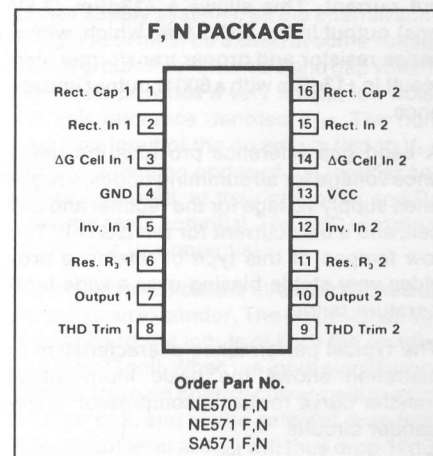 F, N PACKAGE
Rect. Cap 1 1 16 Rect. Cap 2
Rect. In 1 2 15 Rect. In 2
ΔG Cell In 1 3 14 ΔG Cell In 2
GND 4 13 VCC
Inv. In 1 5 12 Inv. In 2
Res. R₃ 1 6 11 Res. R₃ 2
Output 1 7 10 Output 2
THD Trim 1 8 9 THD Trim 2
Order Part No.
NE570 F,N
NE571 F,N
SA571 F,N